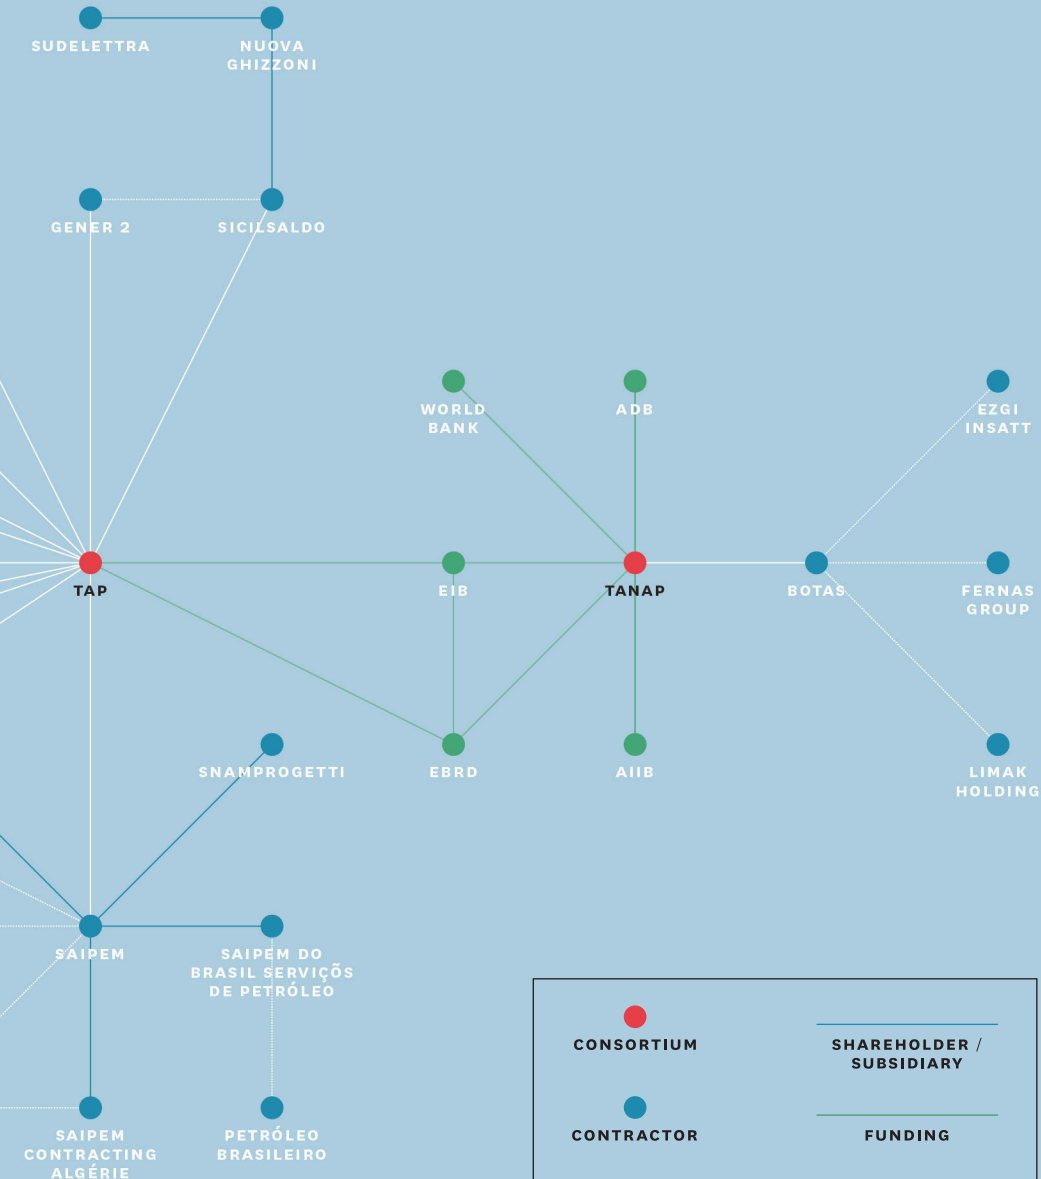 SUDELETTRA
NUOVA
GHIZZONI
GENER 2
SICILSALDO
WORLD
BANK
ADB
EZGI
INSATT
TAP
EIB
TANAP
BOTAS
FERNAS
GROUP
SNAMPROGETTI
EBRD
AIIB
LIMAK
HOLDING
SAIPEM
SAIPEM DO
BRASIL SERVIÇÕS
DE PETRÓLEO
CONSORTIUM
SHAREHOLDER /
SUBSIDIARY
SAIPEM
CONTRACTING
ALGÉRIE
PETRÓLEO
BRASILEIRO
CONTRACTOR
FUNDING